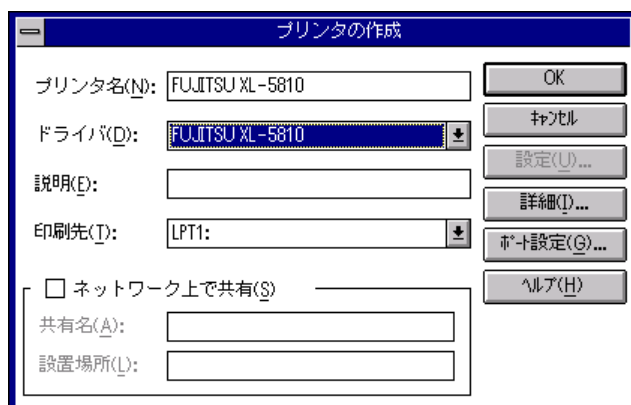 プリンタの作成
プリンタ名(N): FUJITSU XL-5810
ドライバ(D): FUJITSU XL-5810
説明(E):
印刷先(T): LPT1:
ネットワーク上で共有(S)
共有名(A):
設置場所(L):
OK
ｷｬﾝｾﾙ
設定(U)...
詳細(I)...
ﾎﾟｰﾄ設定(G)...
ﾍﾙﾌﾟ(H)